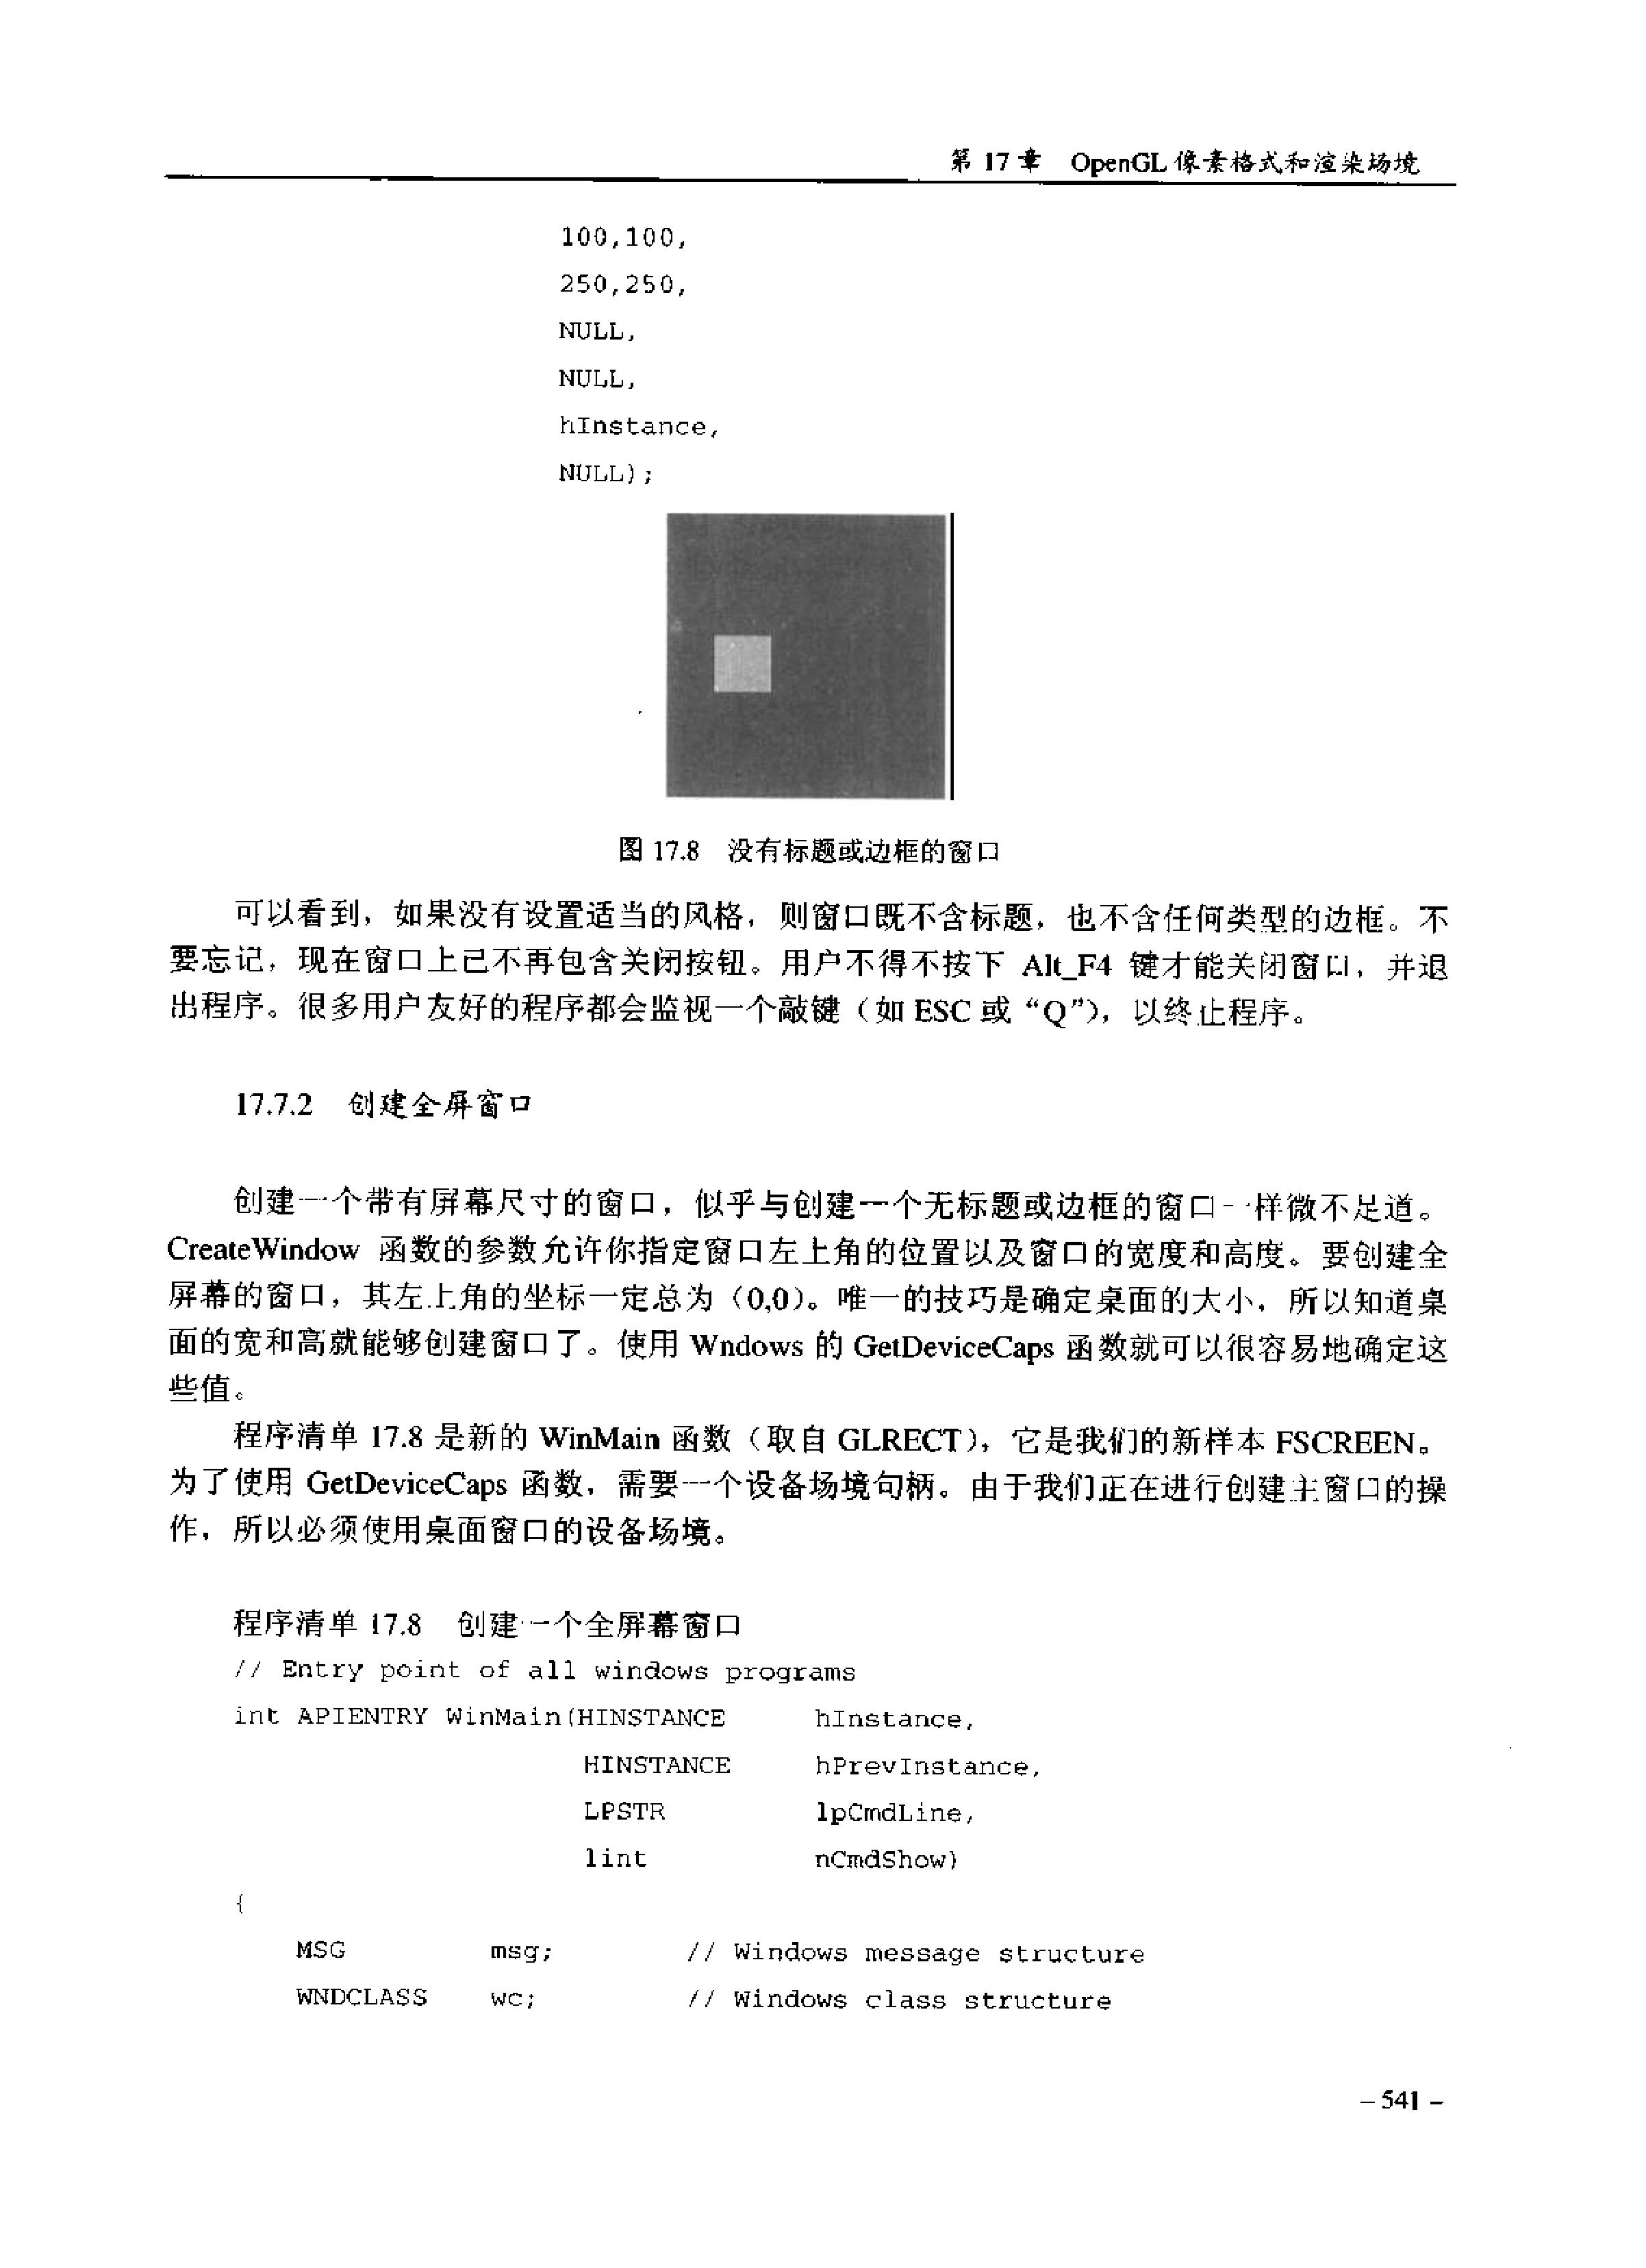 第 17 章 OpenGL 像素格式和渲染场境
100,100,
250,250,
NULL,
NULL,
hInstance,
NULL);
图 17.8 没有标题或边框的窗口
可以看到，如果没有设置适当的风格，则窗口既不含标题，也不含任何类型的边框。不
要忘记，现在窗口上已不再包含关闭按钮。用户不得不按下 Alt_F4 键才能关闭窗口，并退
出程序。很多用户友好的程序都会监视一个敲键（如 ESC 或“Q”），以终止程序。
17.7.2 创建全屏窗口
创建一个带有屏幕尺寸的窗口，似乎与创建一个无标题或边框的窗口一样微不足道。
CreateWindow 函数的参数允许你指定窗口左上角的位置以及窗口的宽度和高度。要创建全
屏幕的窗口，其左上角的坐标一定总为（0,0）。唯一的技巧是确定桌面的大小，所以知道桌
面的宽和高就能够创建窗口了。使用 Wndows 的 GetDeviceCaps 函数就可以很容易地确定这
些值。
程序清单 17.8 是新的 WinMain 函数（取自 GLRECT），它是我们的新样本 FSCREEN。
为了使用 GetDeviceCaps 函数，需要一个设备场境句柄。由于我们正在进行创建主窗口的操
作，所以必须使用桌面窗口的设备场境。
程序清单 17.8 创建一个全屏幕窗口
// Entry point of all windows programs
int APIENTRY WinMain(HINSTANCE hInstance,
HINSTANCE hPrevInstance,
LPSTR lpCmdLine,
lint nCmdShow)
{
MSG msg; // Windows message structure
WNDCLASS wc; // Windows class structure
– 541 –